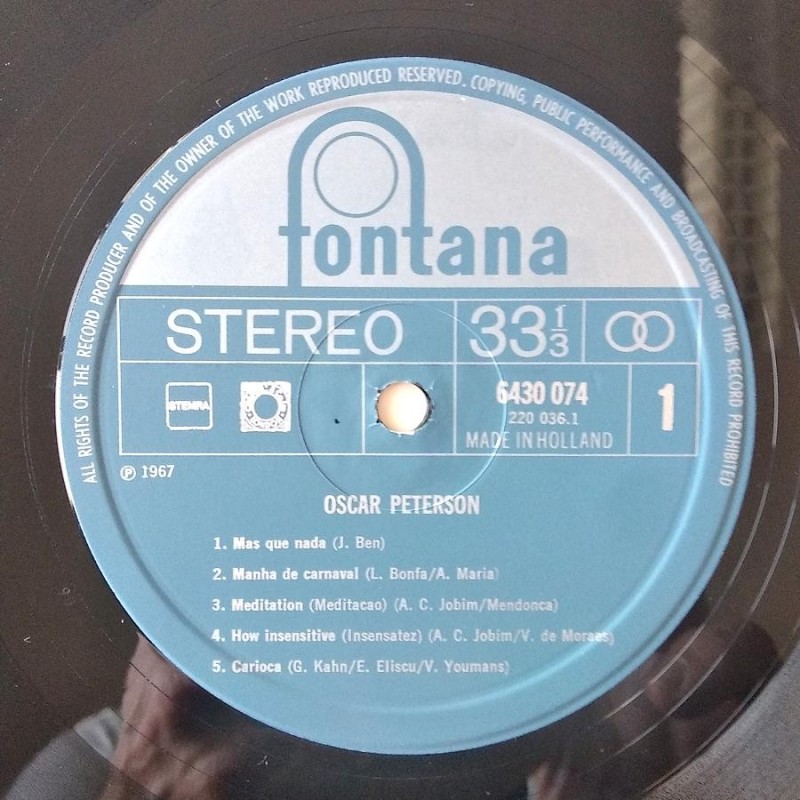 ALL RIGHTS OF THE RECORD PRODUCER AND OF THE OWNER OF THE WORK REPRODUCED RESERVED. COPYING, PUBLIC PERFORMANCE AND BROADCASTING OF THIS RECORD PROHIBITED
fontana
STEREO 33 1/3
STEMRA 6430 074 1
220 036.1
MADE IN HOLLAND
℗ 1967
OSCAR PETERSON
1. Mas que nada (J. Ben)
2. Manha de carnaval (L. Bonfa/A. Maria)
3. Meditation (Meditacao) (A. C. Jobim/Mendonca)
4. How insensitive (Insensatez) (A. C. Jobim/V. de Moraes)
5. Carioca (G. Kahn/E. Eliscu/V. Youmans)